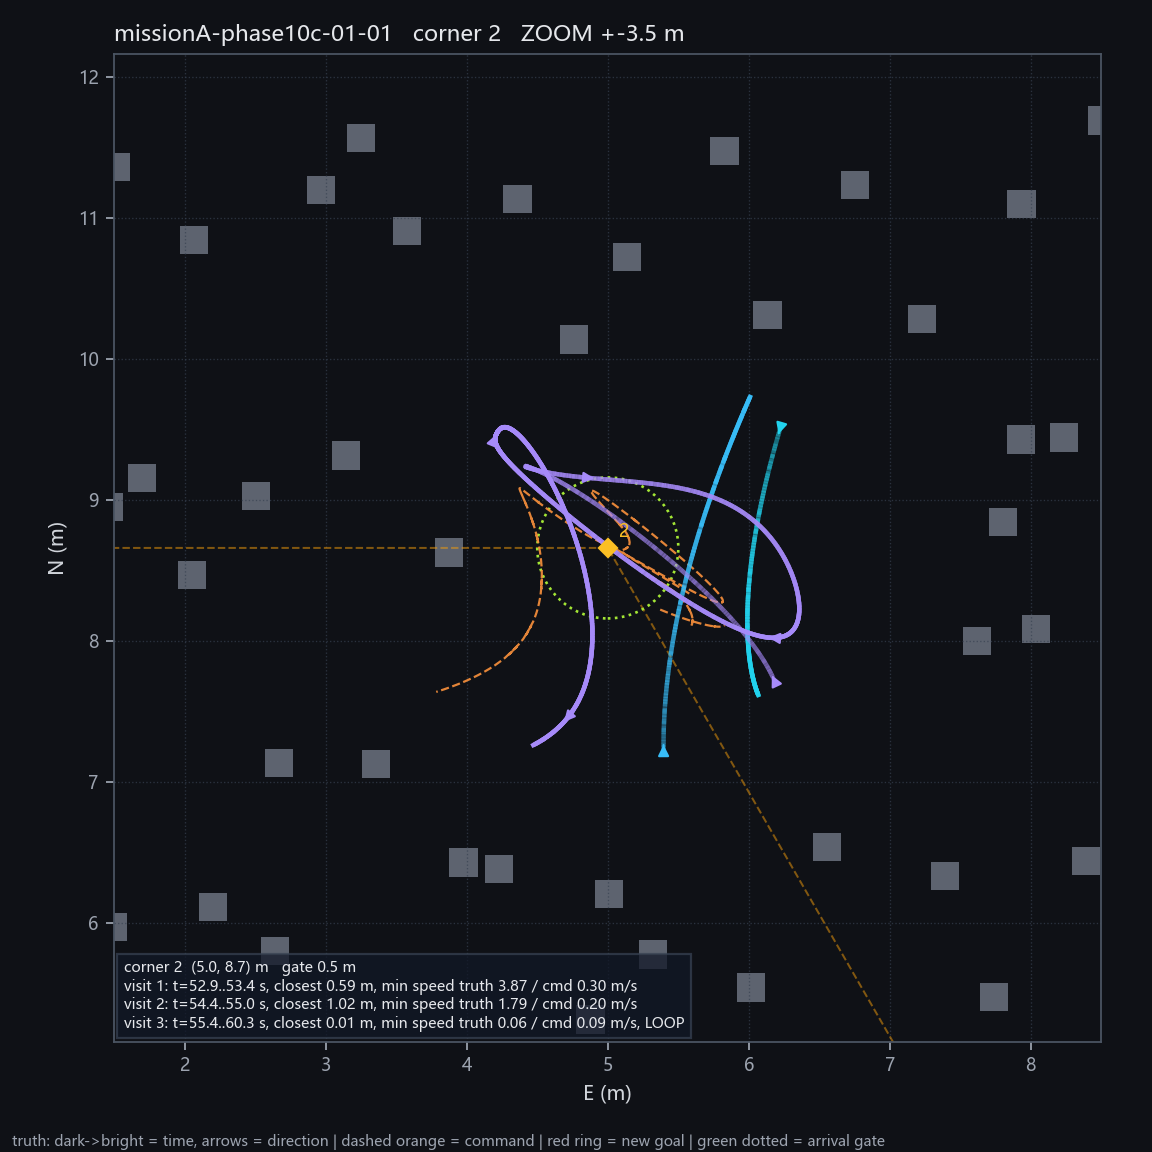 missionA-phase10c-01-01   corner 2   ZOOM +-3.5 m
12
11
10
9
8
7
6
N (m)
2
corner 2  (5.0, 8.7) m   gate 0.5 m
visit 1: t=52.9..53.4 s, closest 0.59 m, min speed truth 3.87 / cmd 0.30 m/s
visit 2: t=54.4..55.0 s, closest 1.02 m, min speed truth 1.79 / cmd 0.20 m/s
visit 3: t=55.4..60.3 s, closest 0.01 m, min speed truth 0.06 / cmd 0.09 m/s, LOOP
2 3 4 5 6 7 8
E (m)
truth: dark->bright = time, arrows = direction | dashed orange = command | red ring = new goal | green dotted = arrival gate